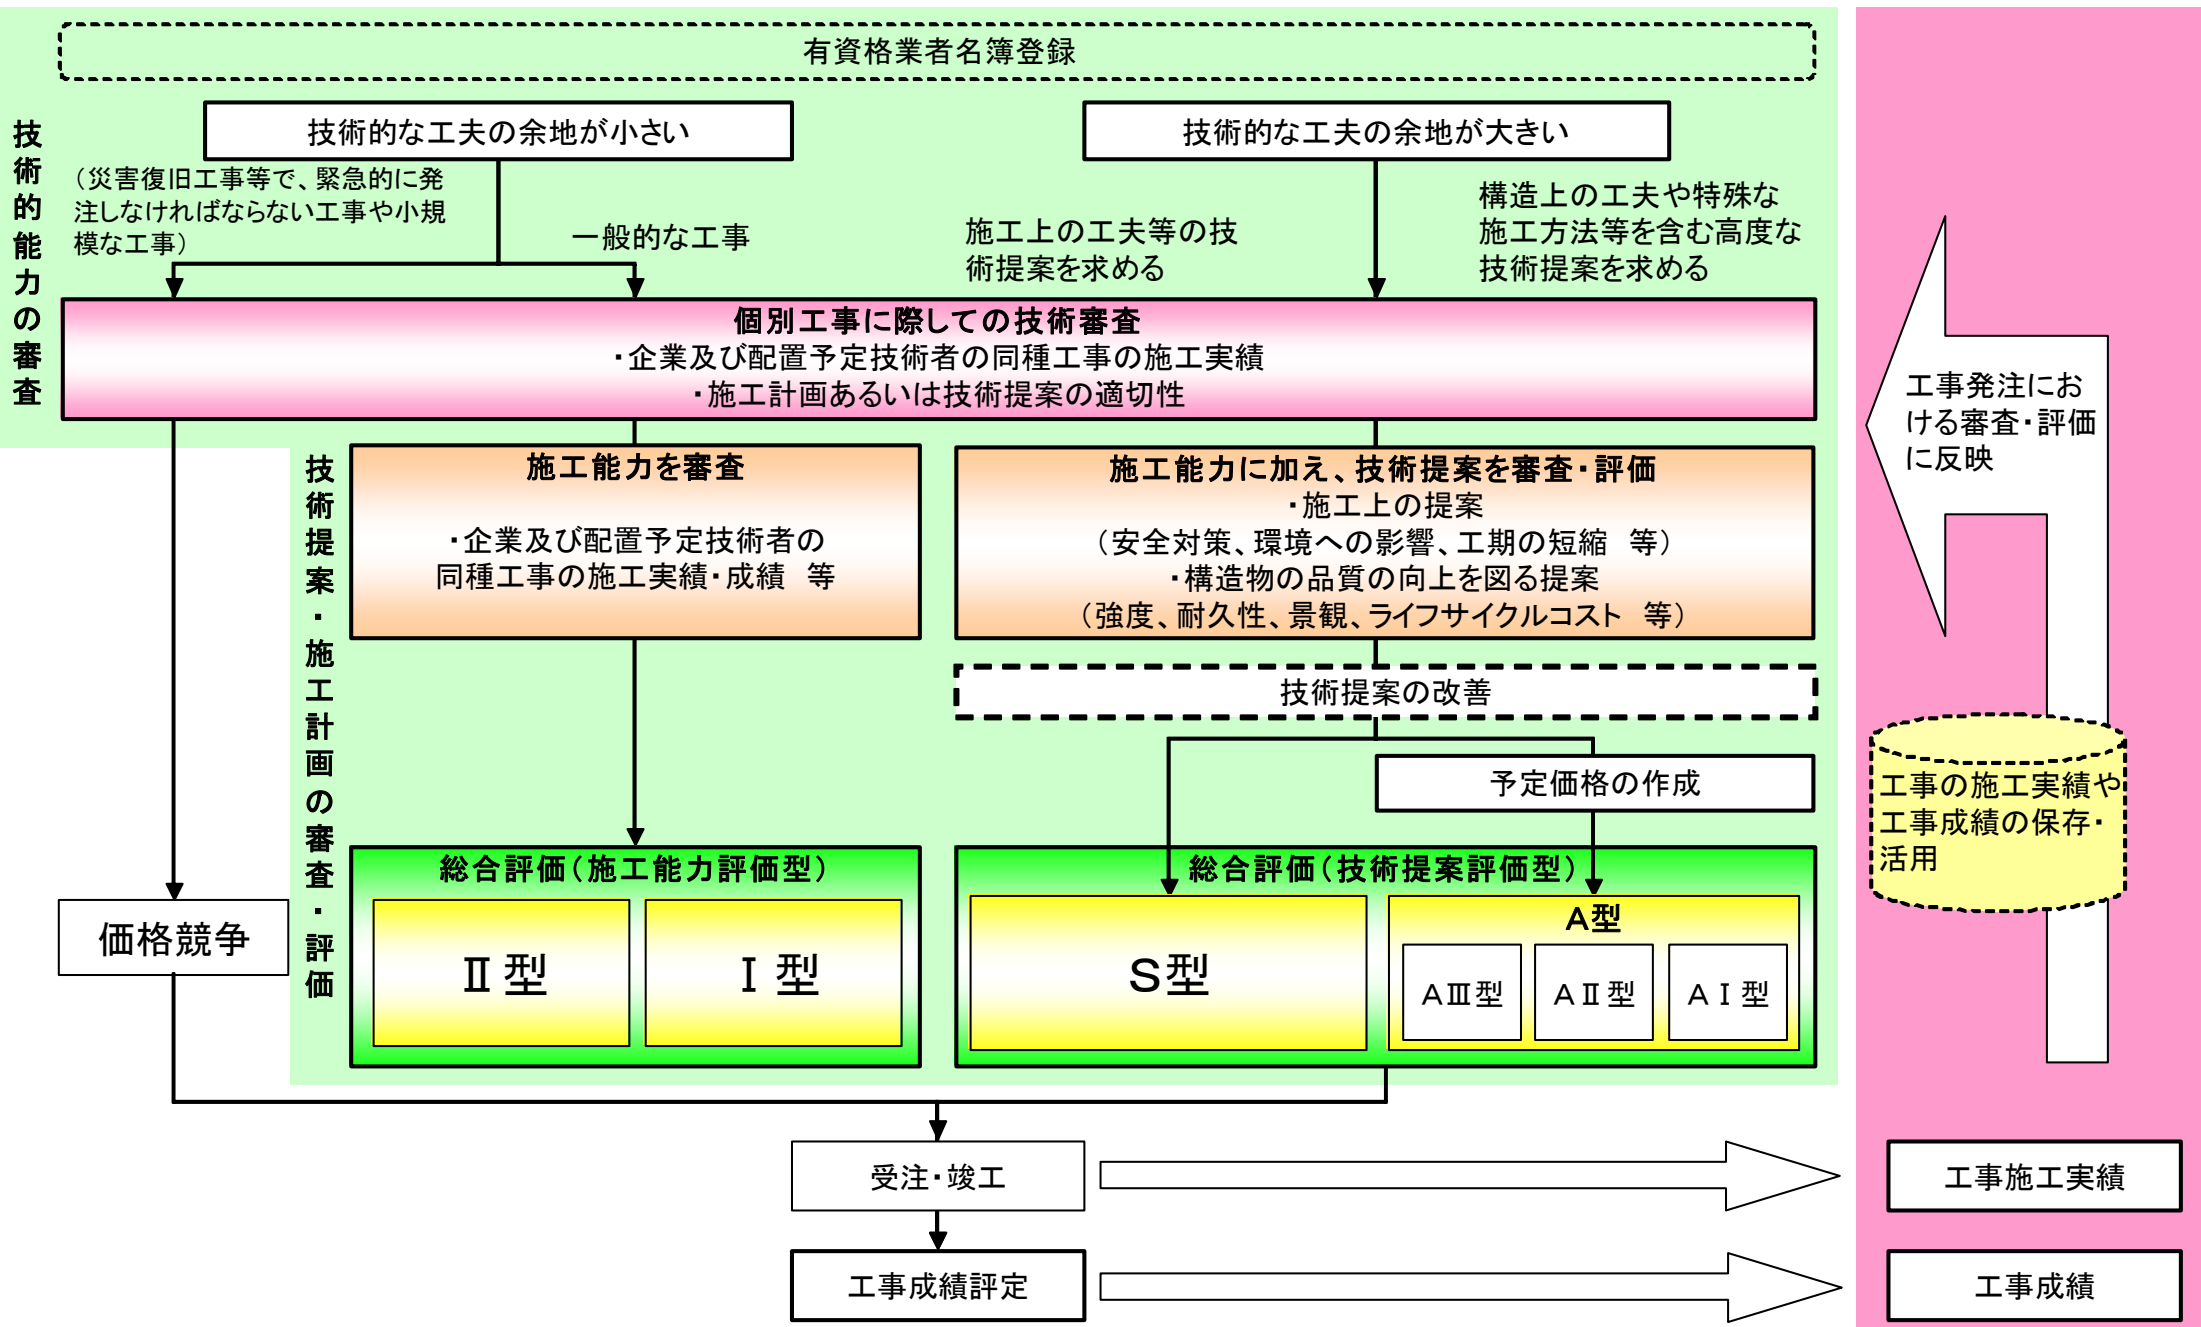 有資格業者名簿登録
技術的能力の審査
技術的な工夫の余地が小さい
技術的な工夫の余地が大きい
（災害復旧工事等で、緊急的に発
注しなければならない工事や小規
模な工事）
一般的な工事
施工上の工夫等の技
術提案を求める
構造上の工夫や特殊な
施工方法等を含む高度な
技術提案を求める
個別工事に際しての技術審査
・企業及び配置予定技術者の同種工事の施工実績
・施工計画あるいは技術提案の適切性
技術提案・施工計画の審査・評価
施工能力を審査
・企業及び配置予定技術者の
同種工事の施工実績・成績　等
施工能力に加え、技術提案を審査・評価
・施工上の提案
（安全対策、環境への影響、工期の短縮　等）
・構造物の品質の向上を図る提案
（強度、耐久性、景観、ライフサイクルコスト　等）
技術提案の改善
予定価格の作成
価格競争
総合評価（施工能力評価型）
Ⅱ型
Ⅰ型
総合評価（技術提案評価型）
S型
A型
AⅢ型
AⅡ型
AⅠ型
受注・竣工
工事成績評定
工事発注にお
ける審査・評価
に反映
工事の施工実績や
工事成績の保存・
活用
工事施工実績
工事成績